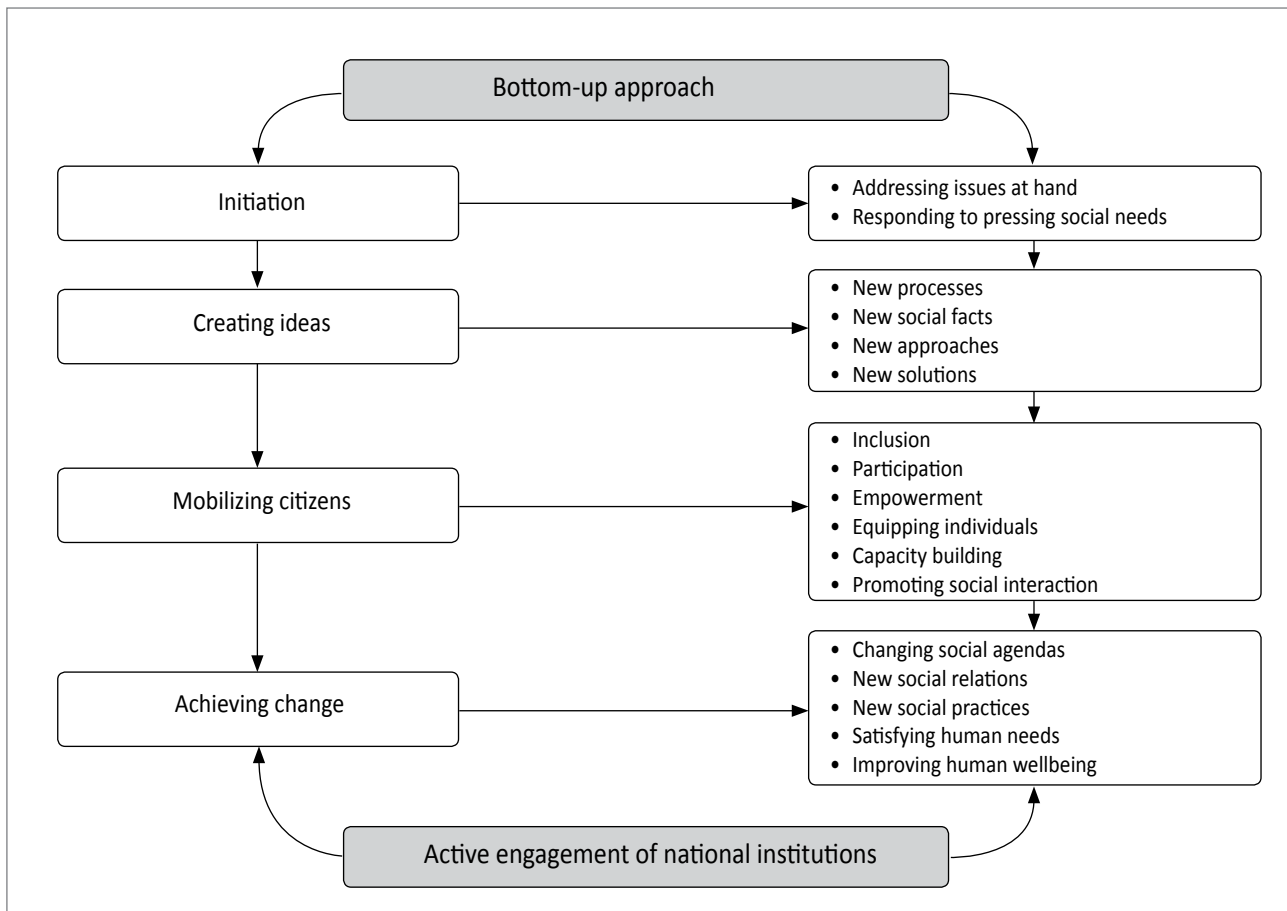 Bottom-up approach
Initiation
• Addressing issues at hand
• Responding to pressing social needs
Creating ideas
• New processes
• New social facts
• New approaches
• New solutions
Mobilizing citizens
• Inclusion
• Participation
• Empowerment
• Equipping individuals
• Capacity building
• Promoting social interaction
Achieving change
• Changing social agendas
• New social relations
• New social practices
• Satisfying human needs
• Improving human wellbeing
Active engagement of national institutions